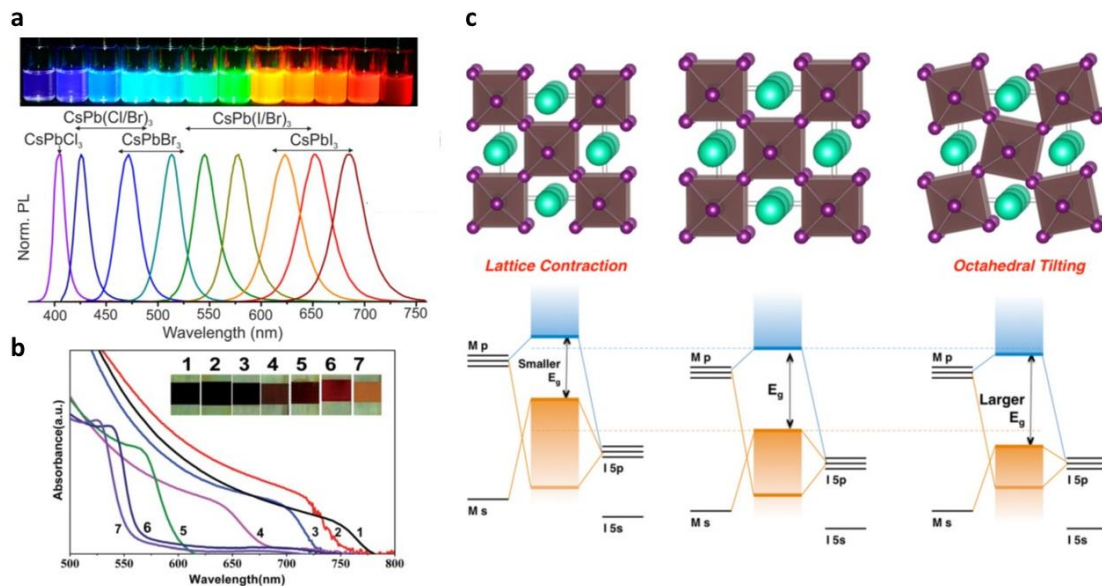 a
CsPb(Cl/Br)₃ CsPb(I/Br)₃
CsPbCl₃ CsPbBr₃ CsPbI₃
Norm. PL
400 450 500 550 600 650 700 750
Wavelength (nm)
b
1 2 3 4 5 6 7
Absorbance(a.u.)
7 6 5 4 3 2 1
500 550 600 650 700 750 800
Wavelength(nm)
c
Lattice Contraction
Octahedral Tilting
M p
Smaller
E_g
I 5p
M s
I 5s
M p
E_g
I 5p
M s
I 5s
M p
Larger
E_g
I 5p
M s
I 5s